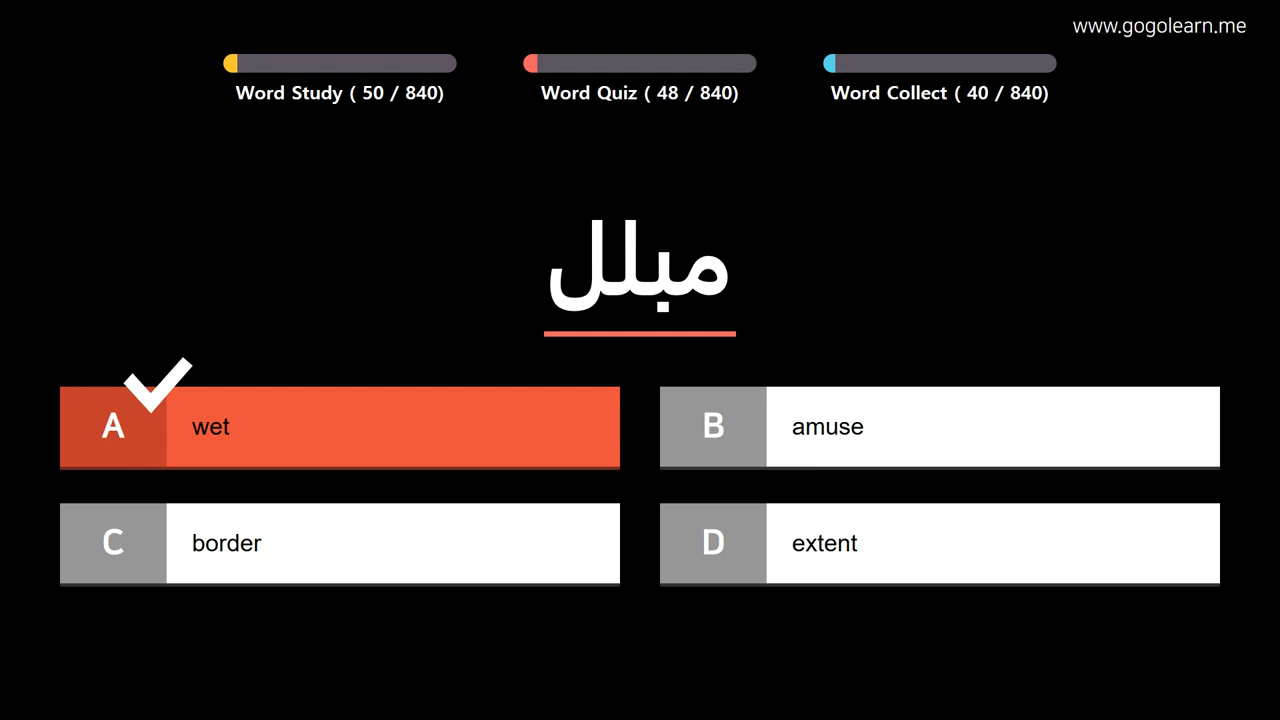 www.gogolearn.me
Word Study ( 50 / 840)
Word Quiz ( 48 / 840)
Word Collect ( 40 / 840)
مبلل
A wet
B amuse
C border
D extent